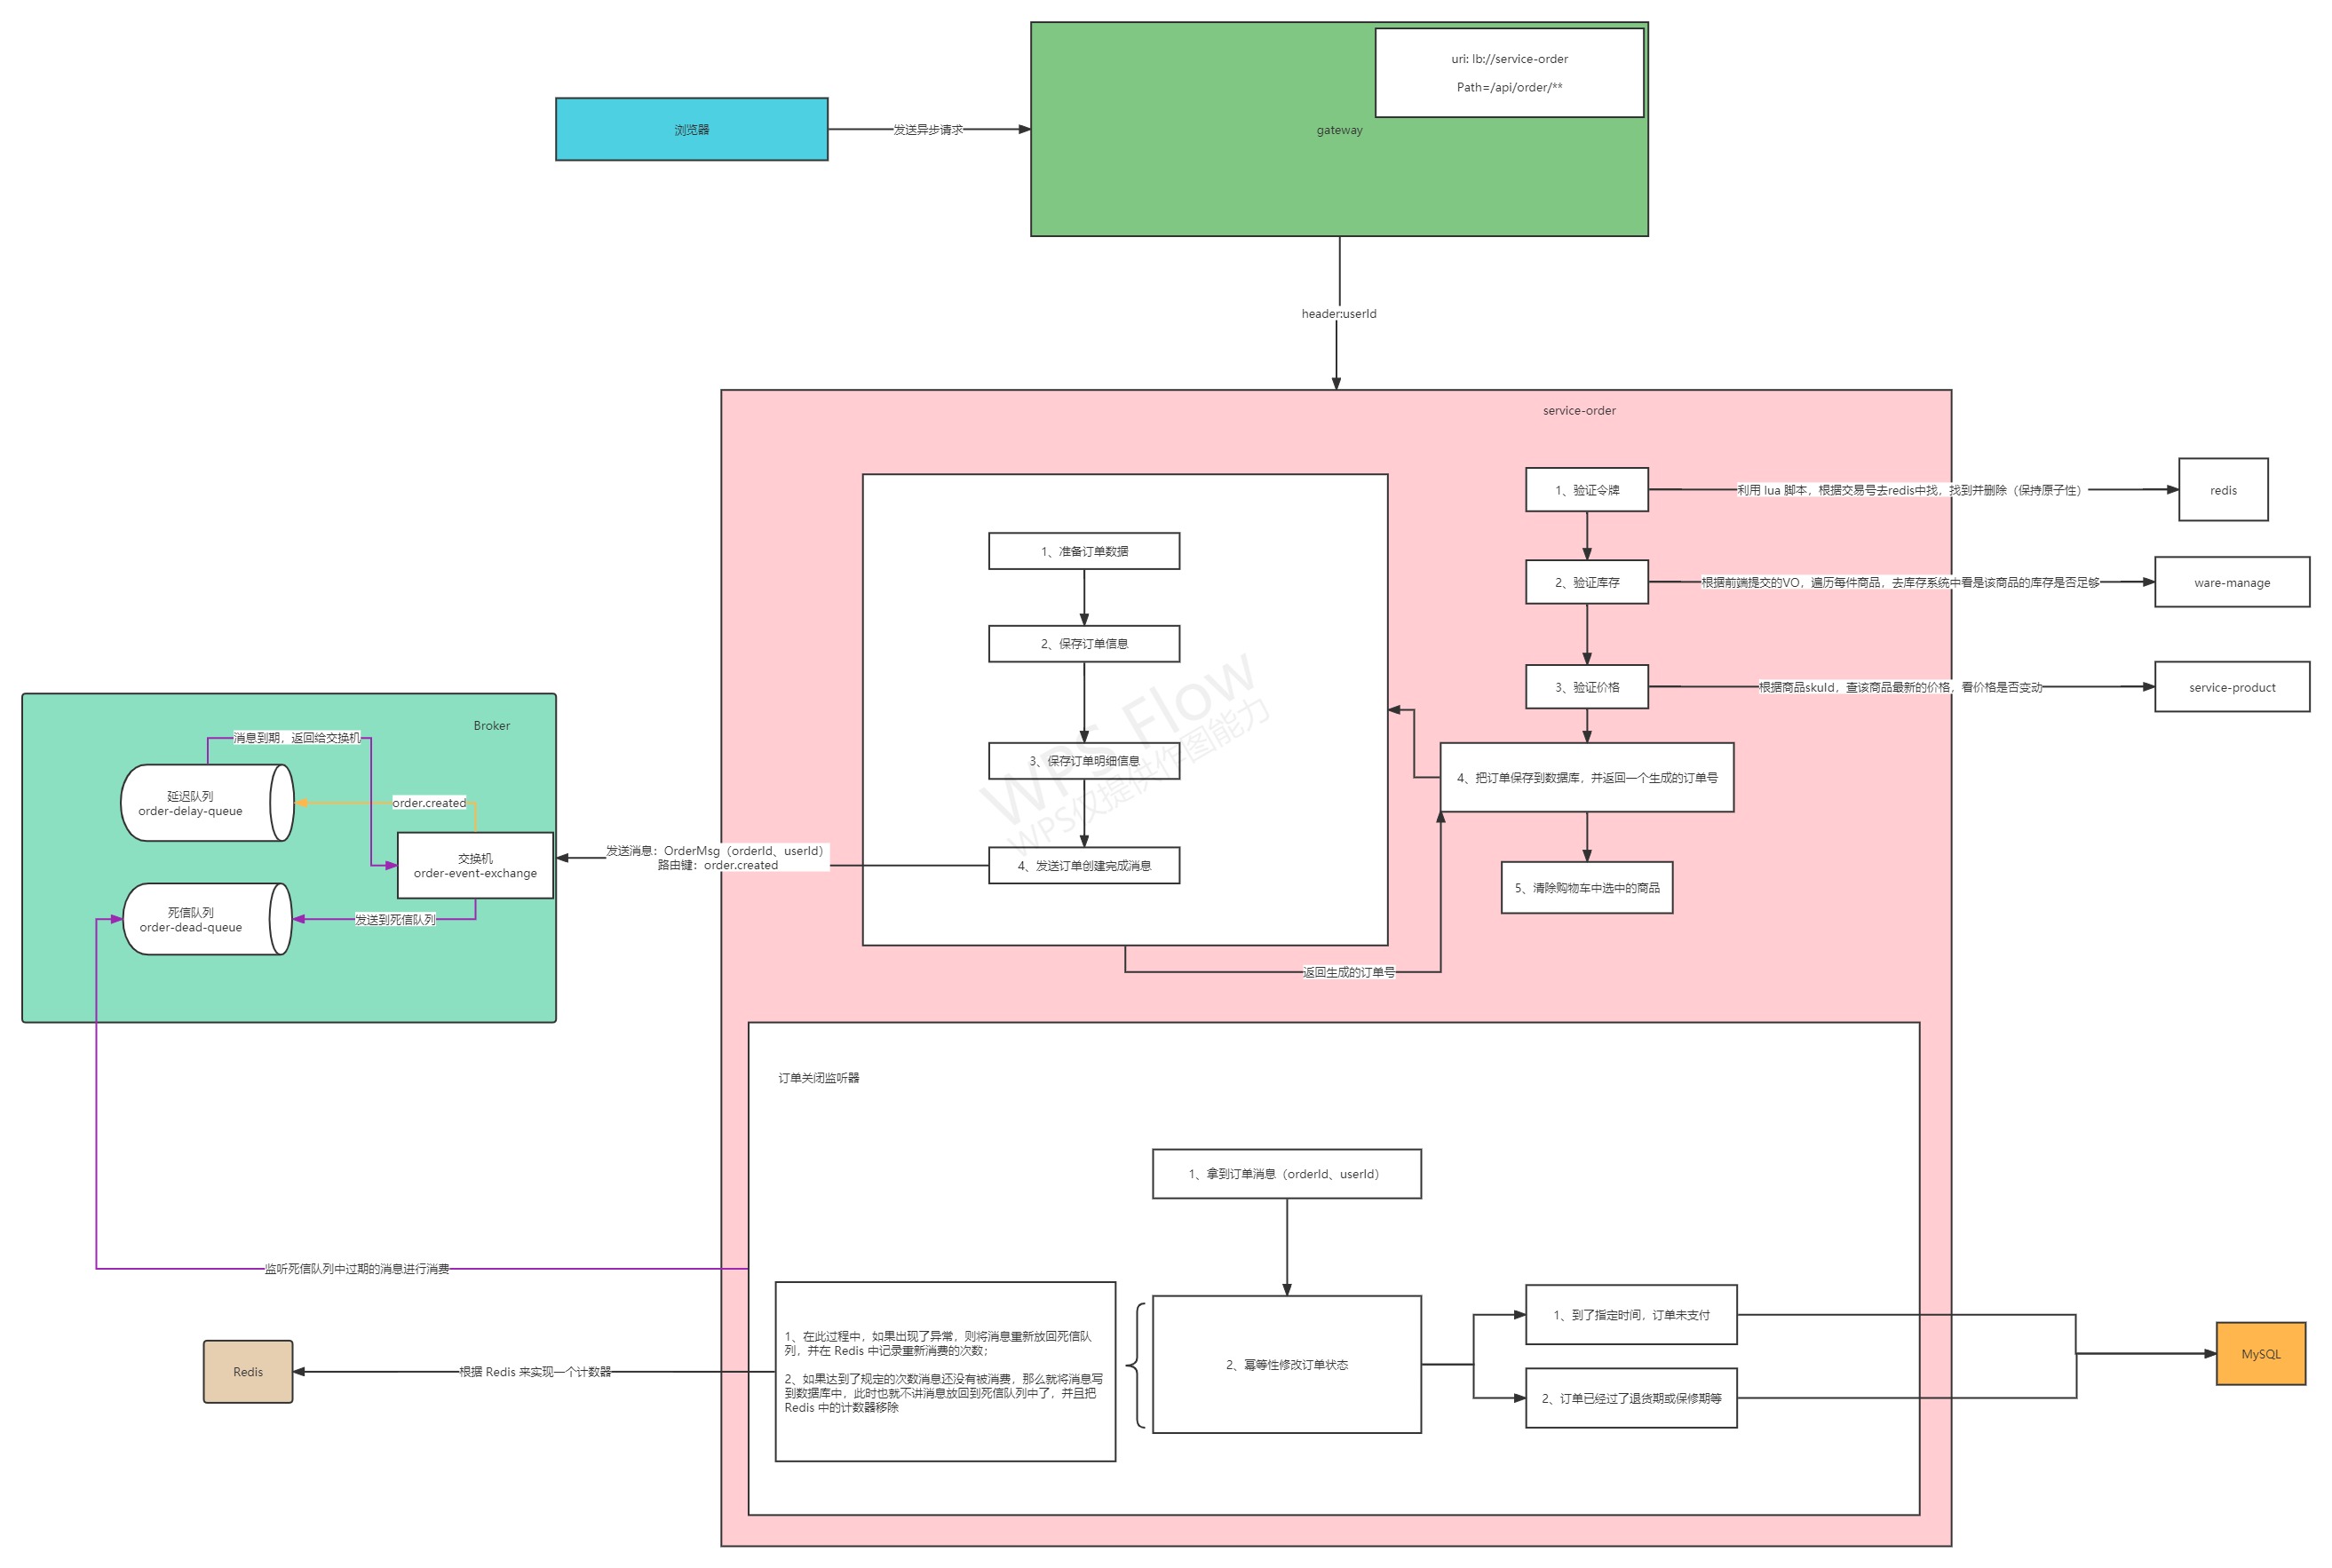 uri: lb://service-order
Path=/api/order/**
浏览器
发送异步请求
gateway
header:userId
service-order
1、验证令牌
利用 lua 脚本，根据交易号去redis中找，找到并删除（保持原子性）
redis
1、准备订单数据
2、验证库存
根据前端提交的VO，遍历每件商品，去库存系统中看是该商品的库存是否足够
ware-manage
2、保存订单信息
3、验证价格
根据商品skuId，查该商品最新的价格，看价格是否变动
service-product
WPS Flow
WPS仅提供作图能力
Broker
消息到期，返回给交换机
3、保存订单明细信息
4、把订单保存到数据库，并返回一个生成的订单号
延迟队列
order-delay-queue
order.created
交换机
order-event-exchange
发送消息：OrderMsg（orderId、userId）
路由键：order.created
4、发送订单创建完成消息
5、清除购物车中选中的商品
死信队列
order-dead-queue
发送到死信队列
返回生成的订单号
订单关闭监听器
1、拿到订单消息（orderId、userId）
监听死信队列中过期的消息进行消费
1、在此过程中，如果出现了异常，则将消息重新放回死信队
列，并在 Redis 中记录重新消费的次数；
2、如果达到了规定的次数消息还没有被消费，那么就将消息写
到数据库中，此时也就不讲消息放回到死信队列中了，并且把
Redis 中的计数器移除
2、幂等性修改订单状态
1、到了指定时间，订单未支付
2、订单已经过了退货期或保修期等
MySQL
Redis
根据 Redis 来实现一个计数器